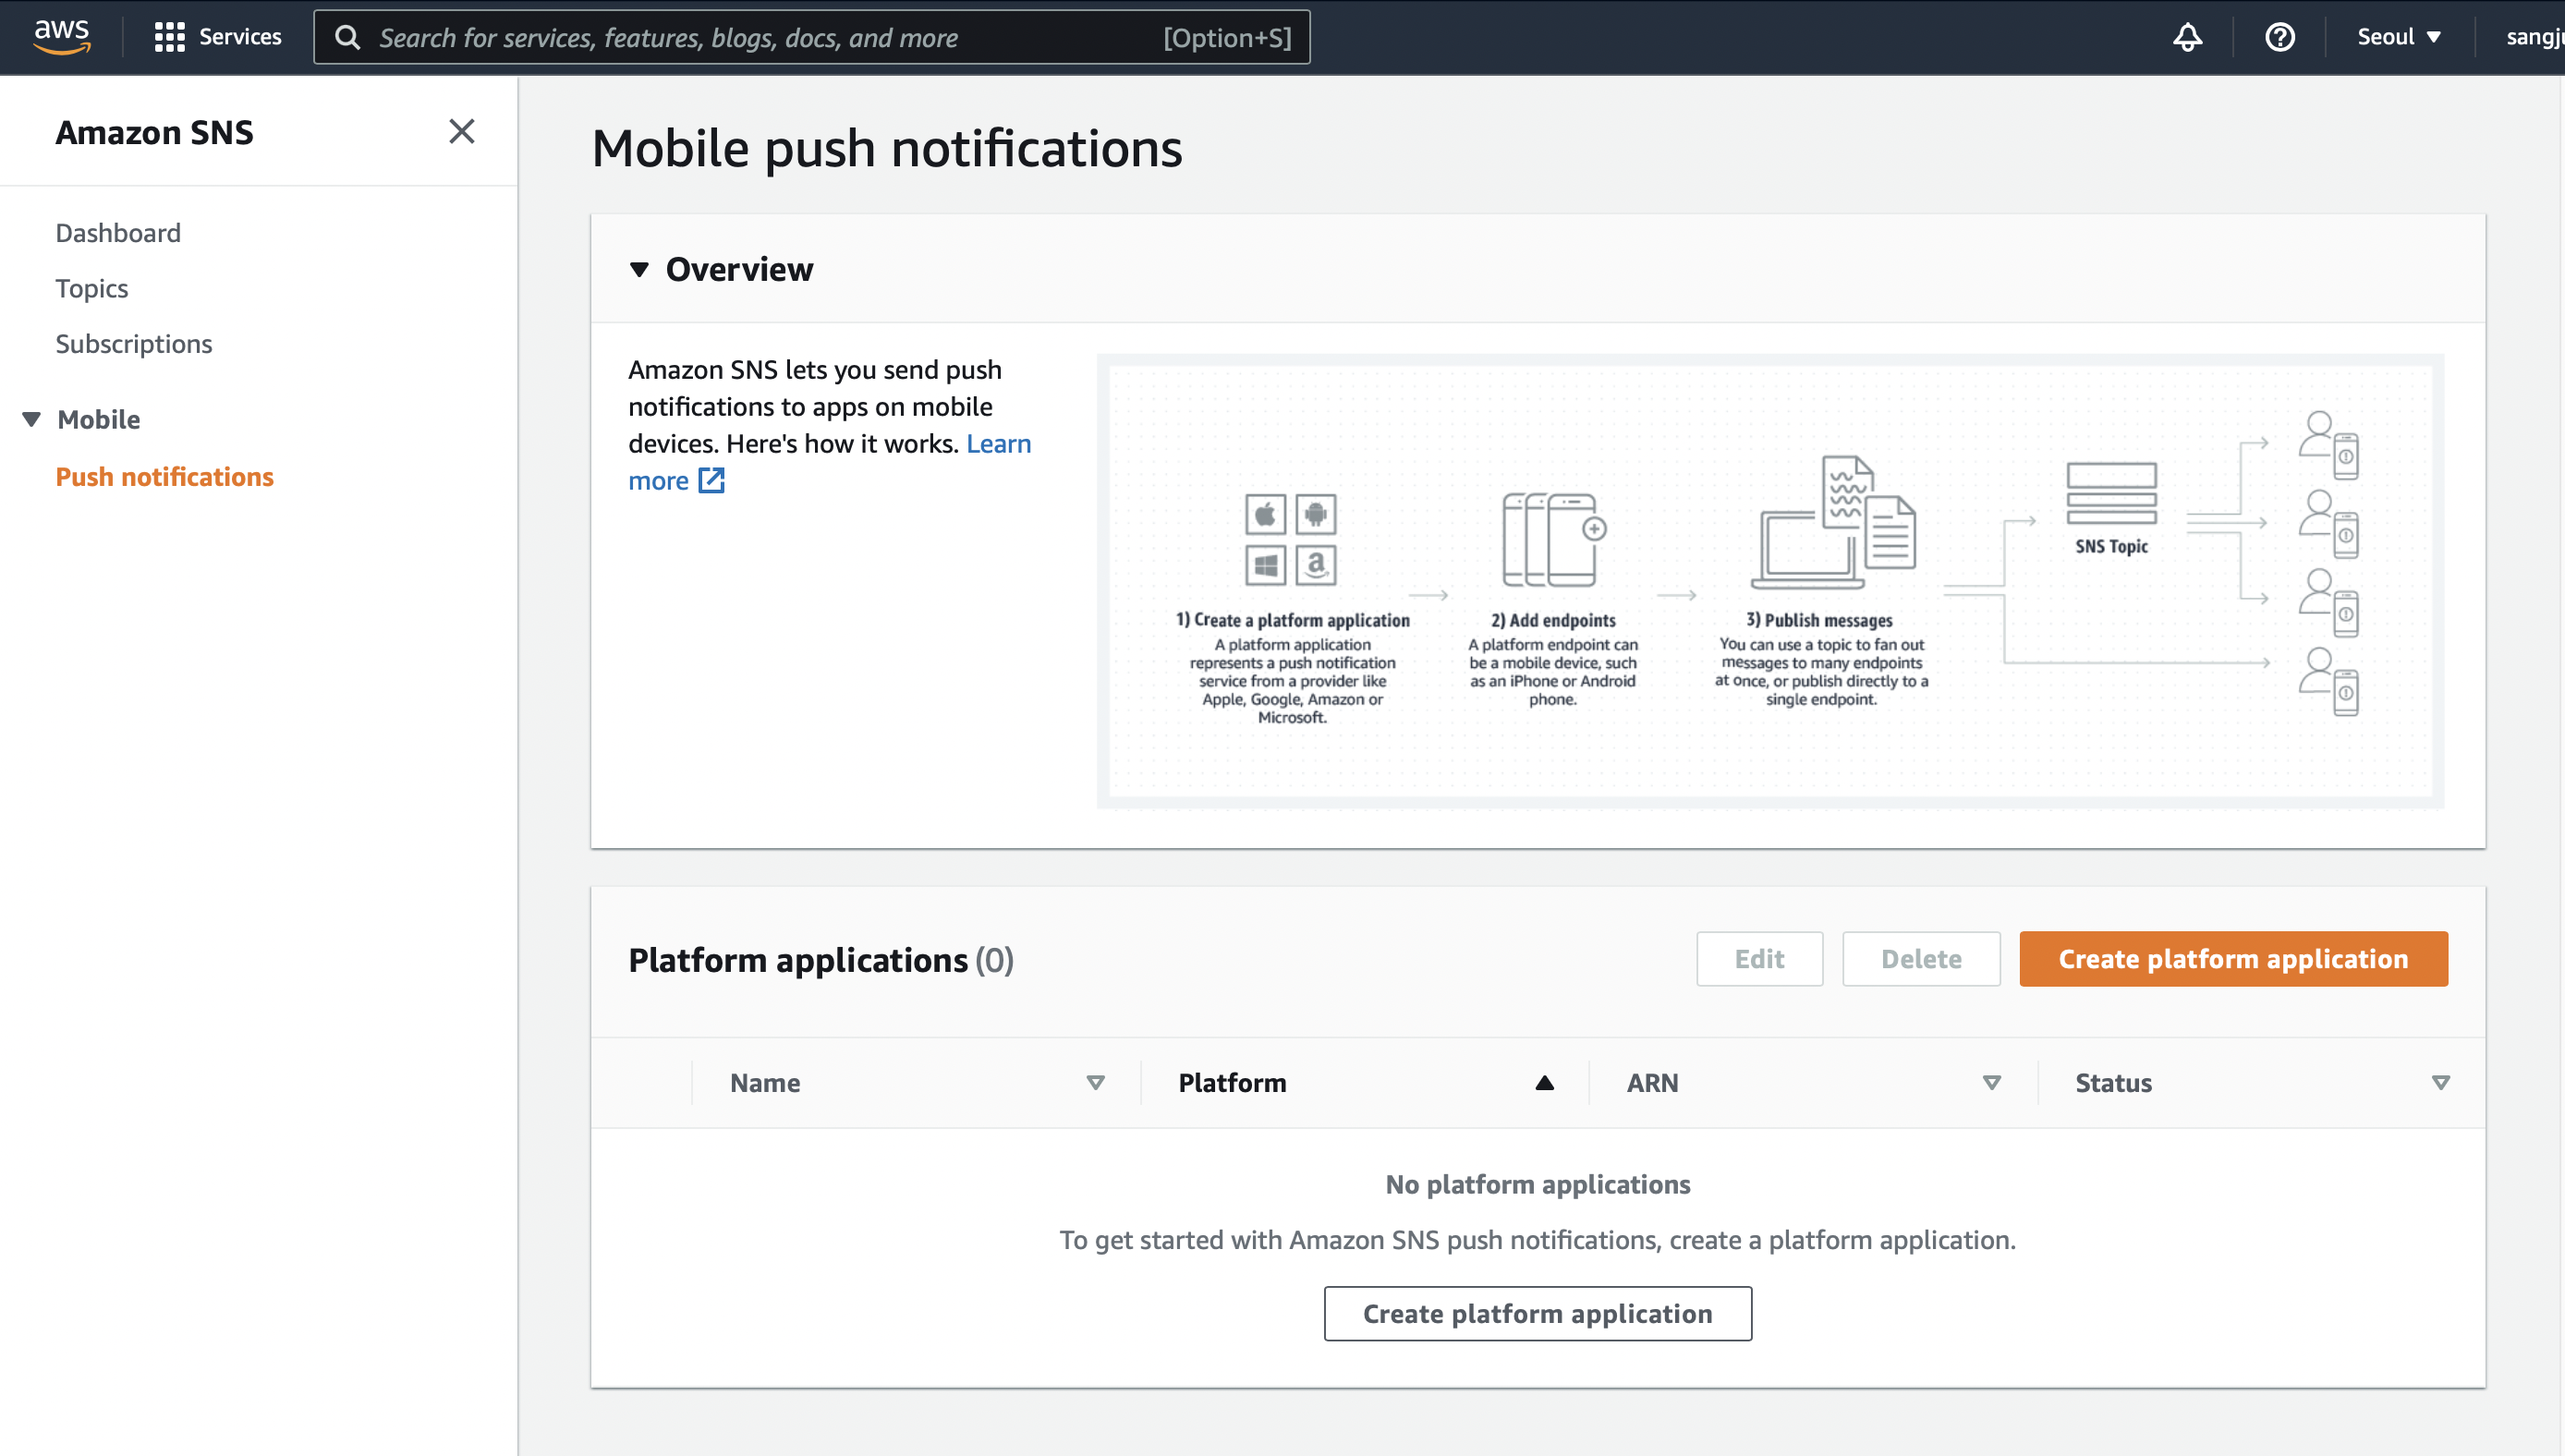 aws
Services
Search for services, features, blogs, docs, and more
[Option+S]
Seoul
sangju
Amazon SNS
Dashboard
Topics
Subscriptions
Mobile
Push notifications
Mobile push notifications
Overview
Amazon SNS lets you send push
notifications to apps on mobile
devices. Here's how it works. Learn
more
1) Create a platform application
A platform application
represents a push notification
service from a provider like
Apple, Google, Amazon or
Microsoft.
2) Add endpoints
A platform endpoint can
be a mobile device, such
as an iPhone or Android
phone.
3) Publish messages
You can use a topic to fan out
messages to many endpoints
at once, or publish directly to a
single endpoint.
SNS Topic
Platform applications (0)
Edit
Delete
Create platform application
Name
Platform
ARN
Status
No platform applications
To get started with Amazon SNS push notifications, create a platform application.
Create platform application